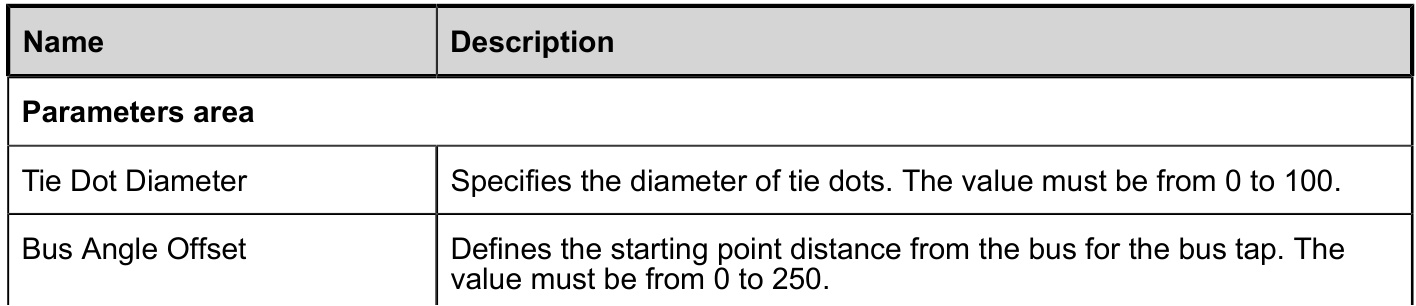 Name Description
Parameters area
Tie Dot Diameter Specifies the diameter of tie dots. The value must be from 0 to 100.
Bus Angle Offset Defines the starting point distance from the bus for the bus tap. The
value must be from 0 to 250.